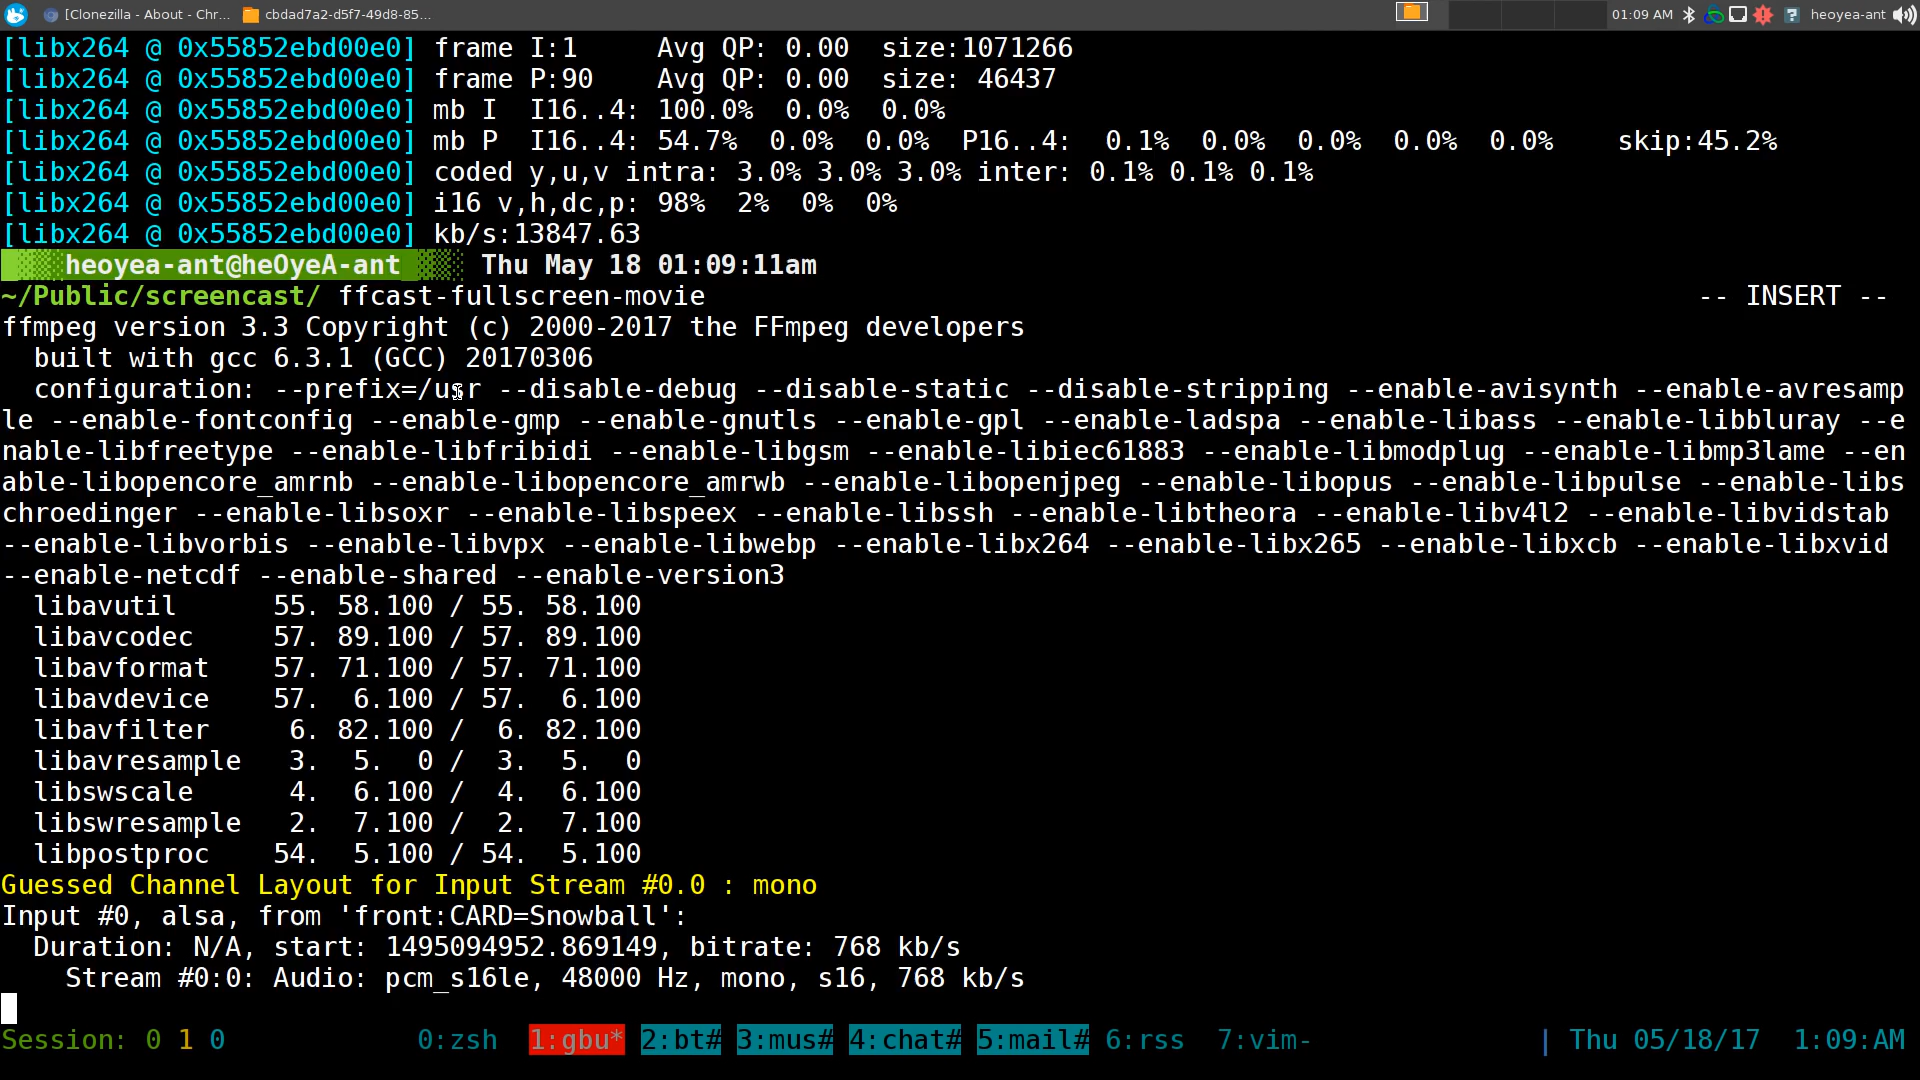 [Clonezilla - About - Chr... cbdad7a2-d5f7-49d8-85... 01:09 AM heoyea-ant
[libx264 @ 0x55852ebd00e0] frame I:1     Avg QP: 0.00  size:1071266
[libx264 @ 0x55852ebd00e0] frame P:90    Avg QP: 0.00  size: 46437
[libx264 @ 0x55852ebd00e0] mb I  I16..4: 100.0%  0.0%  0.0%
[libx264 @ 0x55852ebd00e0] mb P  I16..4: 54.7%  0.0%  0.0%  P16..4:  0.1%  0.0%  0.0%  0.0%  0.0%    skip:45.2%
[libx264 @ 0x55852ebd00e0] coded y,u,v intra: 3.0% 3.0% 3.0% inter: 0.1% 0.1% 0.1%
[libx264 @ 0x55852ebd00e0] i16 v,h,dc,p: 98%  2%  0%  0%
[libx264 @ 0x55852ebd00e0] kb/s:13847.63
heoyea-ant@heOyeA-ant Thu May 18 01:09:11am
~/Public/screencast/ ffcast-fullscreen-movie -- INSERT --
ffmpeg version 3.3 Copyright (c) 2000-2017 the FFmpeg developers
  built with gcc 6.3.1 (GCC) 20170306
  configuration: --prefix=/usr --disable-debug --disable-static --disable-stripping --enable-avisynth --enable-avresamp
le --enable-fontconfig --enable-gmp --enable-gnutls --enable-gpl --enable-ladspa --enable-libass --enable-libbluray --e
nable-libfreetype --enable-libfribidi --enable-libgsm --enable-libiec61883 --enable-libmodplug --enable-libmp3lame --en
able-libopencore_amrnb --enable-libopencore_amrwb --enable-libopenjpeg --enable-libopus --enable-libpulse --enable-libs
chroedinger --enable-libsoxr --enable-libspeex --enable-libssh --enable-libtheora --enable-libv4l2 --enable-libvidstab
--enable-libvorbis --enable-libvpx --enable-libwebp --enable-libx264 --enable-libx265 --enable-libxcb --enable-libxvid
--enable-netcdf --enable-shared --enable-version3
  libavutil      55. 58.100 / 55. 58.100
  libavcodec     57. 89.100 / 57. 89.100
  libavformat    57. 71.100 / 57. 71.100
  libavdevice    57.  6.100 / 57.  6.100
  libavfilter     6. 82.100 /  6. 82.100
  libavresample   3.  5.  0 /  3.  5.  0
  libswscale      4.  6.100 /  4.  6.100
  libswresample   2.  7.100 /  2.  7.100
  libpostproc    54.  5.100 / 54.  5.100
Guessed Channel Layout for Input Stream #0.0 : mono
Input #0, alsa, from 'front:CARD=Snowball':
  Duration: N/A, start: 1495094952.869149, bitrate: 768 kb/s
    Stream #0:0: Audio: pcm_s16le, 48000 Hz, mono, s16, 768 kb/s
Session: 0 1 0 0:zsh 1:gbu* 2:bt# 3:mus# 4:chat# 5:mail# 6:rss 7:vim- | Thu 05/18/17 1:09:AM